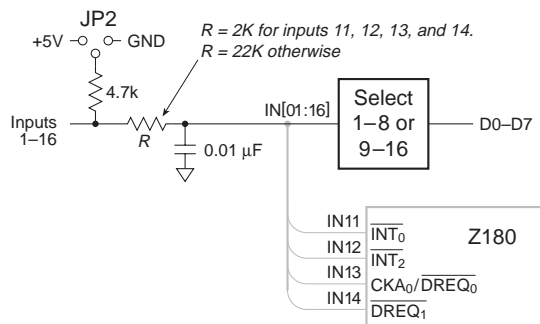 JP2
+5V
GND
R = 2K for inputs 11, 12, 13, and 14.
R = 22K otherwise
4.7k
Inputs
1–16
R
0.01 μF
IN[01:16]
Select
1–8 or
9–16
D0–D7
Z180
IN11
INT0
IN12
INT2
IN13
CKA0/DREQ0
IN14
DREQ1